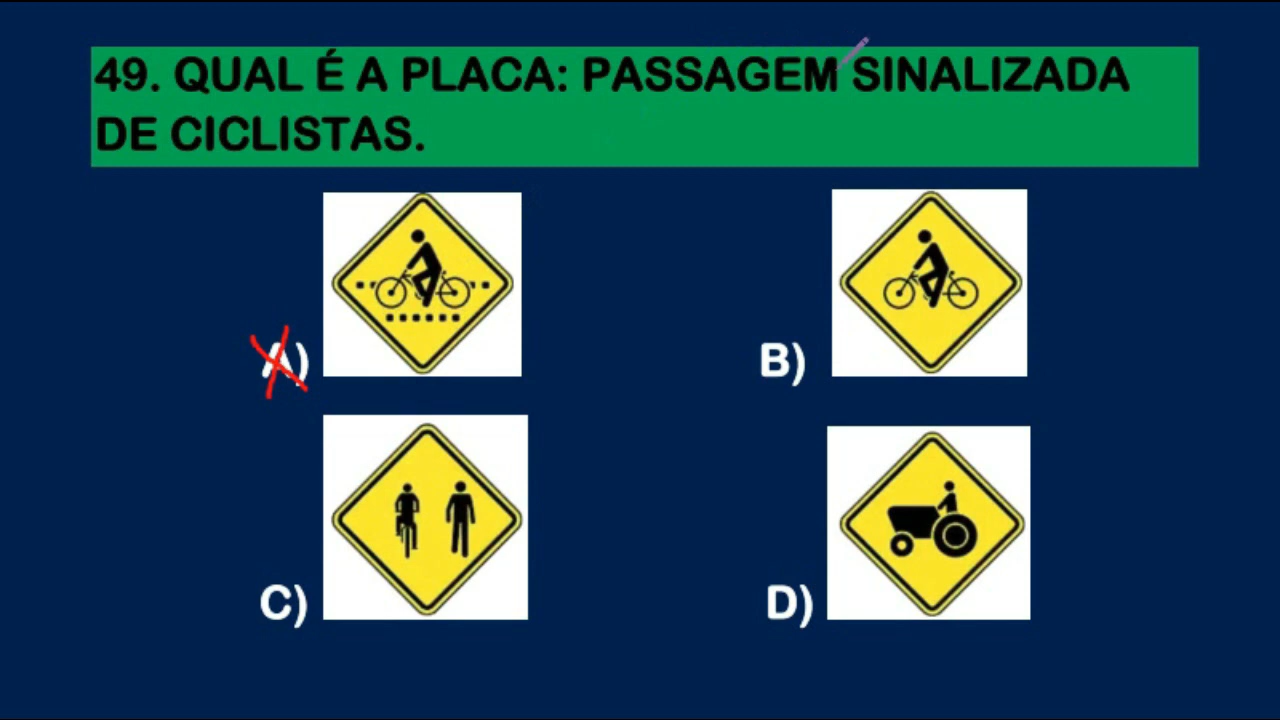 49. QUAL É A PLACA: PASSAGEM SINALIZADA
DE CICLISTAS.
A)
B)
C)
D)